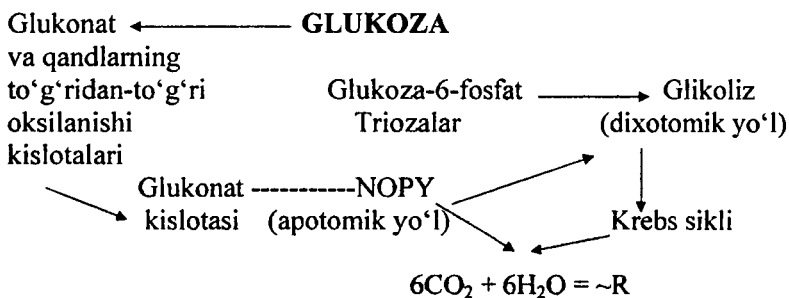 Glukonat GLUKOZA
va qandlarning
to‘g‘ridan-to‘g‘ri Glukoza-6-fosfat Glikoliz
oksilanishi Triozalar (dixotomik yo‘l)
kislotalari
Glukonat -----------NOPY
kislotasi (apotomik yo‘l) Krebs sikli
6CO₂ + 6H₂O = ~R